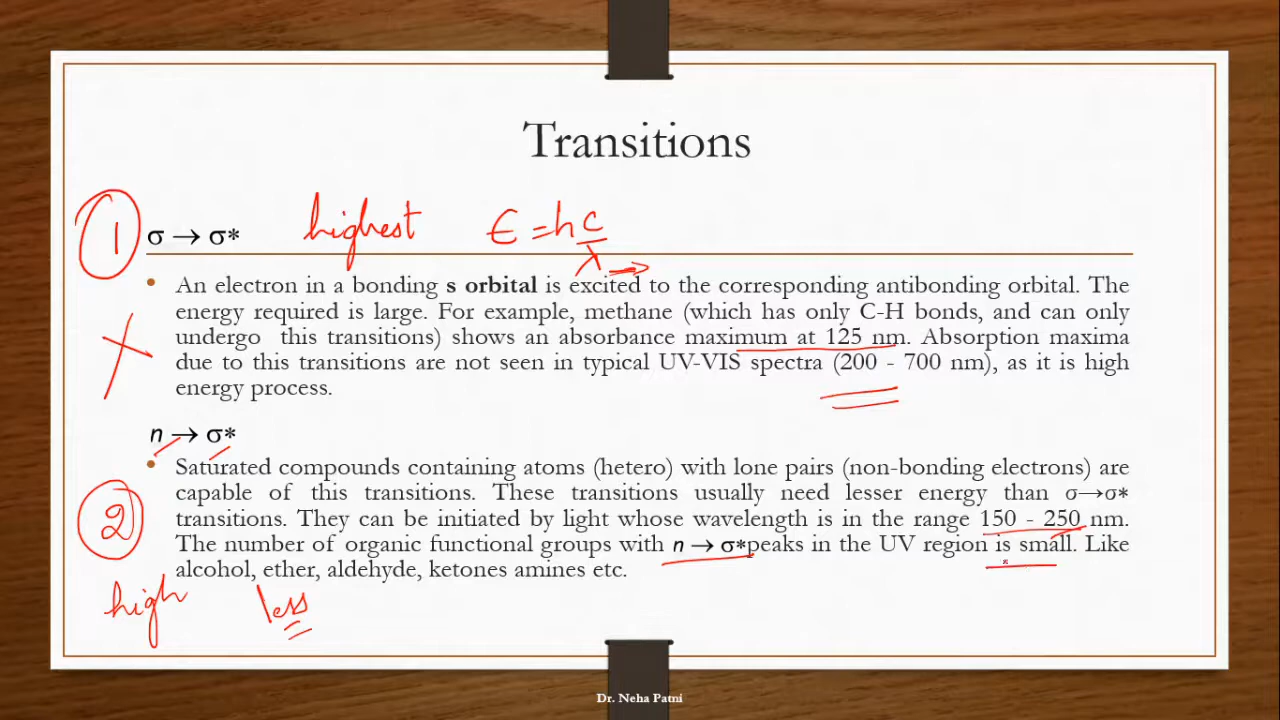 Transitions
1 σ → σ* highest E = hc/λ →
• An electron in a bonding s orbital is excited to the corresponding antibonding orbital. The
energy required is large. For example, methane (which has only C-H bonds, and can only
undergo this transitions) shows an absorbance maximum at 125 nm. Absorption maxima
due to this transitions are not seen in typical UV-VIS spectra (200 - 700 nm), as it is high
energy process.
n → σ*
• Saturated compounds containing atoms (hetero) with lone pairs (non-bonding electrons) are
capable of this transitions. These transitions usually need lesser energy than σ→σ*
2 transitions. They can be initiated by light whose wavelength is in the range 150 - 250 nm.
The number of organic functional groups with n → σ*peaks in the UV region is small. Like
alcohol, ether, aldehyde, ketones amines etc.
high less
Dr. Neha Patni